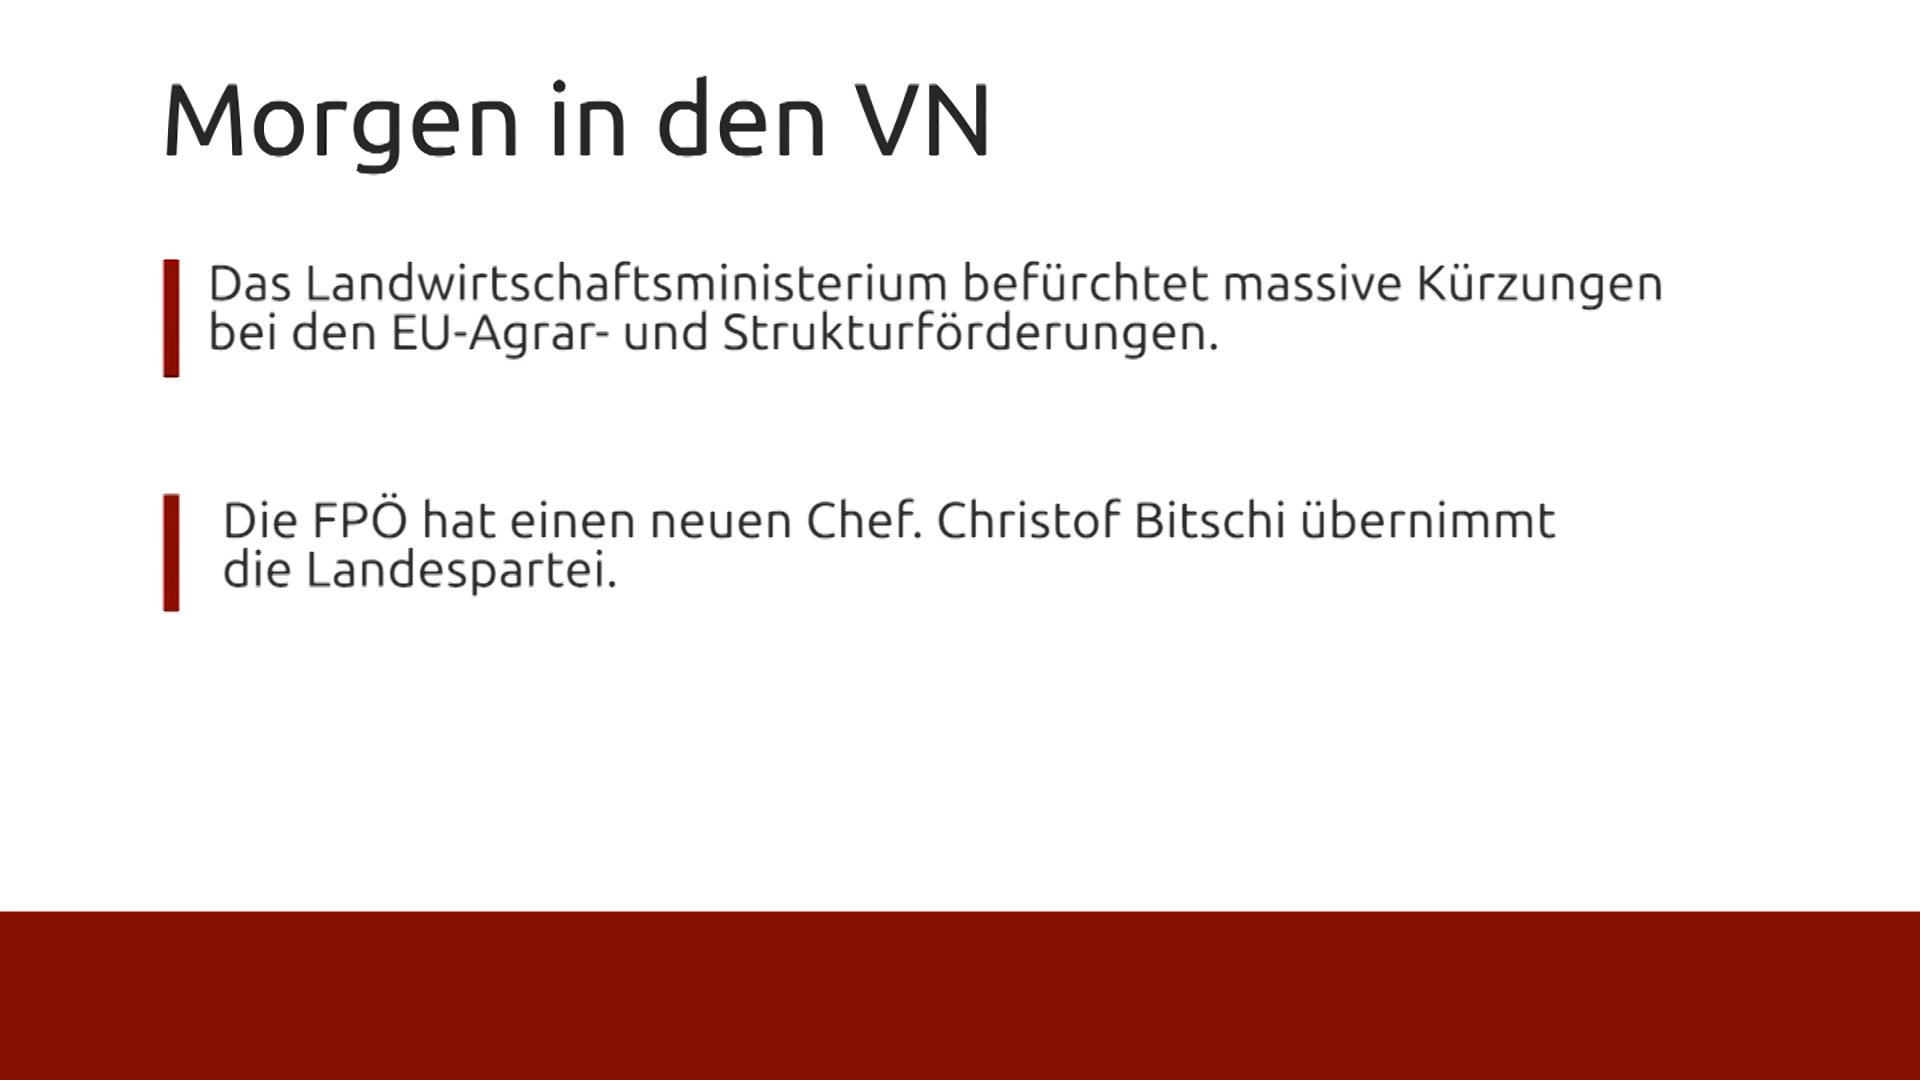 Morgen in den VN
Das Landwirtschaftsministerium befürchtet massive Kürzungen
bei den EU-Agrar- und Strukturförderungen.
Die FPÖ hat einen neuen Chef. Christof Bitschi übernimmt
die Landespartei.